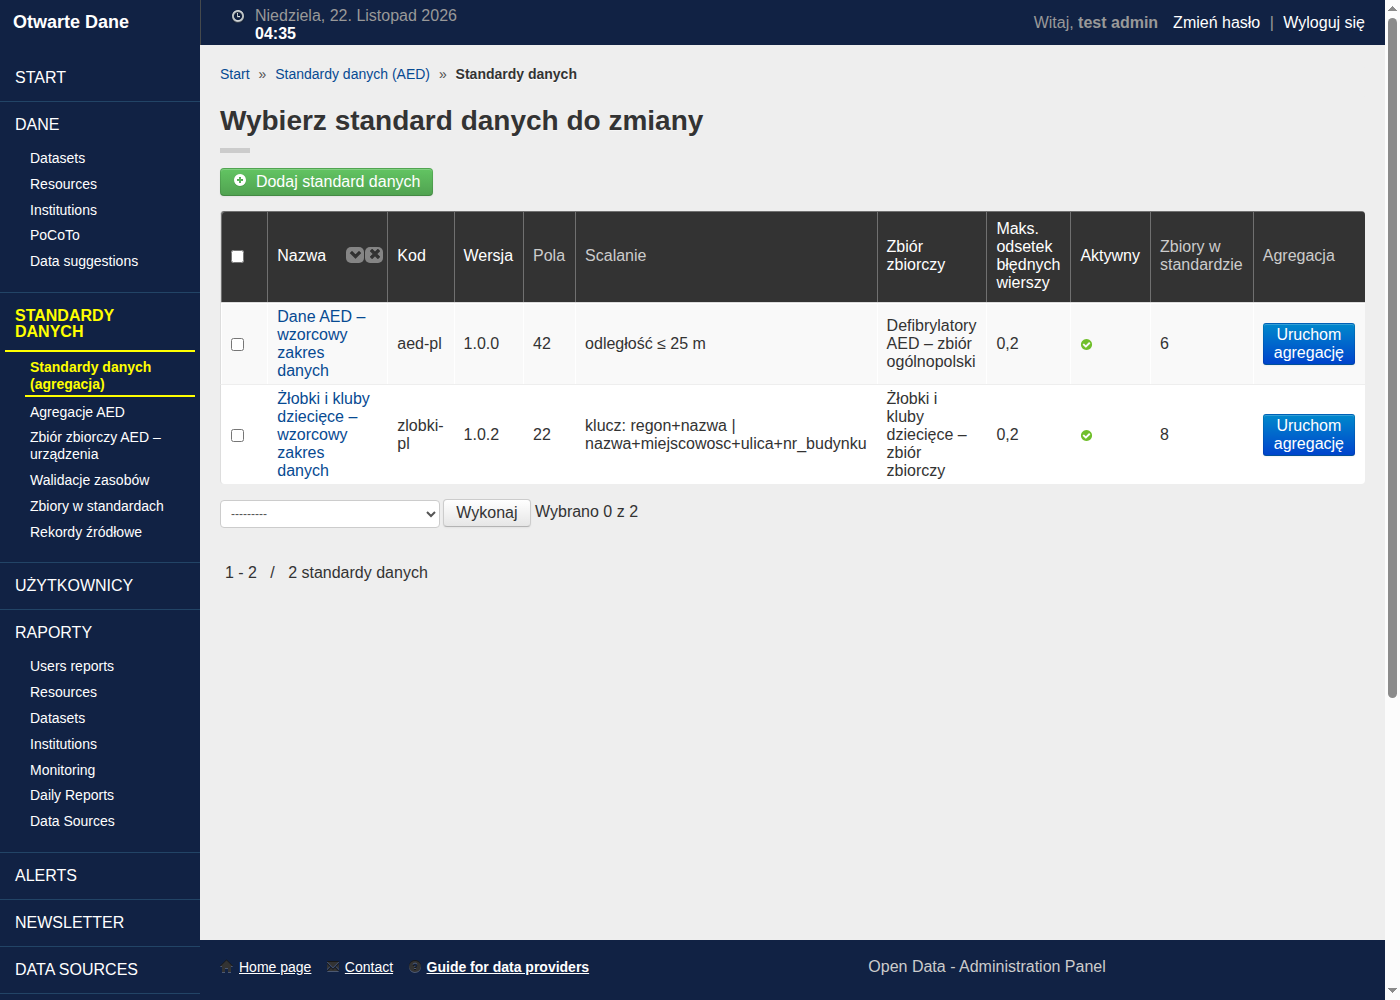 Otwarte Dane
Niedziela, 22. Listopad 2026
04:35
Witaj, test admin Zmień hasło | Wyloguj się
START
DANE
Datasets
Resources
Institutions
PoCoTo
Data suggestions
STANDARDY
DANYCH
Standardy danych
(agregacja)
Agregacje AED
Zbiór zbiorczy AED –
urządzenia
Walidacje zasobów
Zbiory w standardach
Rekordy źródłowe
UŻYTKOWNICY
RAPORTY
Users reports
Resources
Datasets
Institutions
Monitoring
Daily Reports
Data Sources
ALERTS
NEWSLETTER
DATA SOURCES
Start » Standardy danych (AED) » Standardy danych
Wybierz standard danych do zmiany
Dodaj standard danych
Nazwa
Kod
Wersja
Pola
Scalanie
Zbiór
zbiorczy
Maks.
odsetek
błędnych
wierszy
Aktywny
Zbiory w
standardzie
Agregacja
Dane AED –
wzorcowy
zakres
danych
aed-pl
1.0.0
42
odległość ≤ 25 m
Defibrylatory
AED – zbiór
ogólnopolski
0,2
6
Uruchom
agregację
Żłobki i kluby
dziecięce –
wzorcowy
zakres
danych
zlobki-
pl
1.0.2
22
klucz: regon+nazwa |
nazwa+miejscowosc+ulica+nr_budynku
Żłobki i
kluby
dziecięce –
zbiór
zbiorczy
0,2
8
Uruchom
agregację
--------- Wykonaj Wybrano 0 z 2
1 - 2 / 2 standardy danych
Home page Contact Guide for data providers
Open Data - Administration Panel